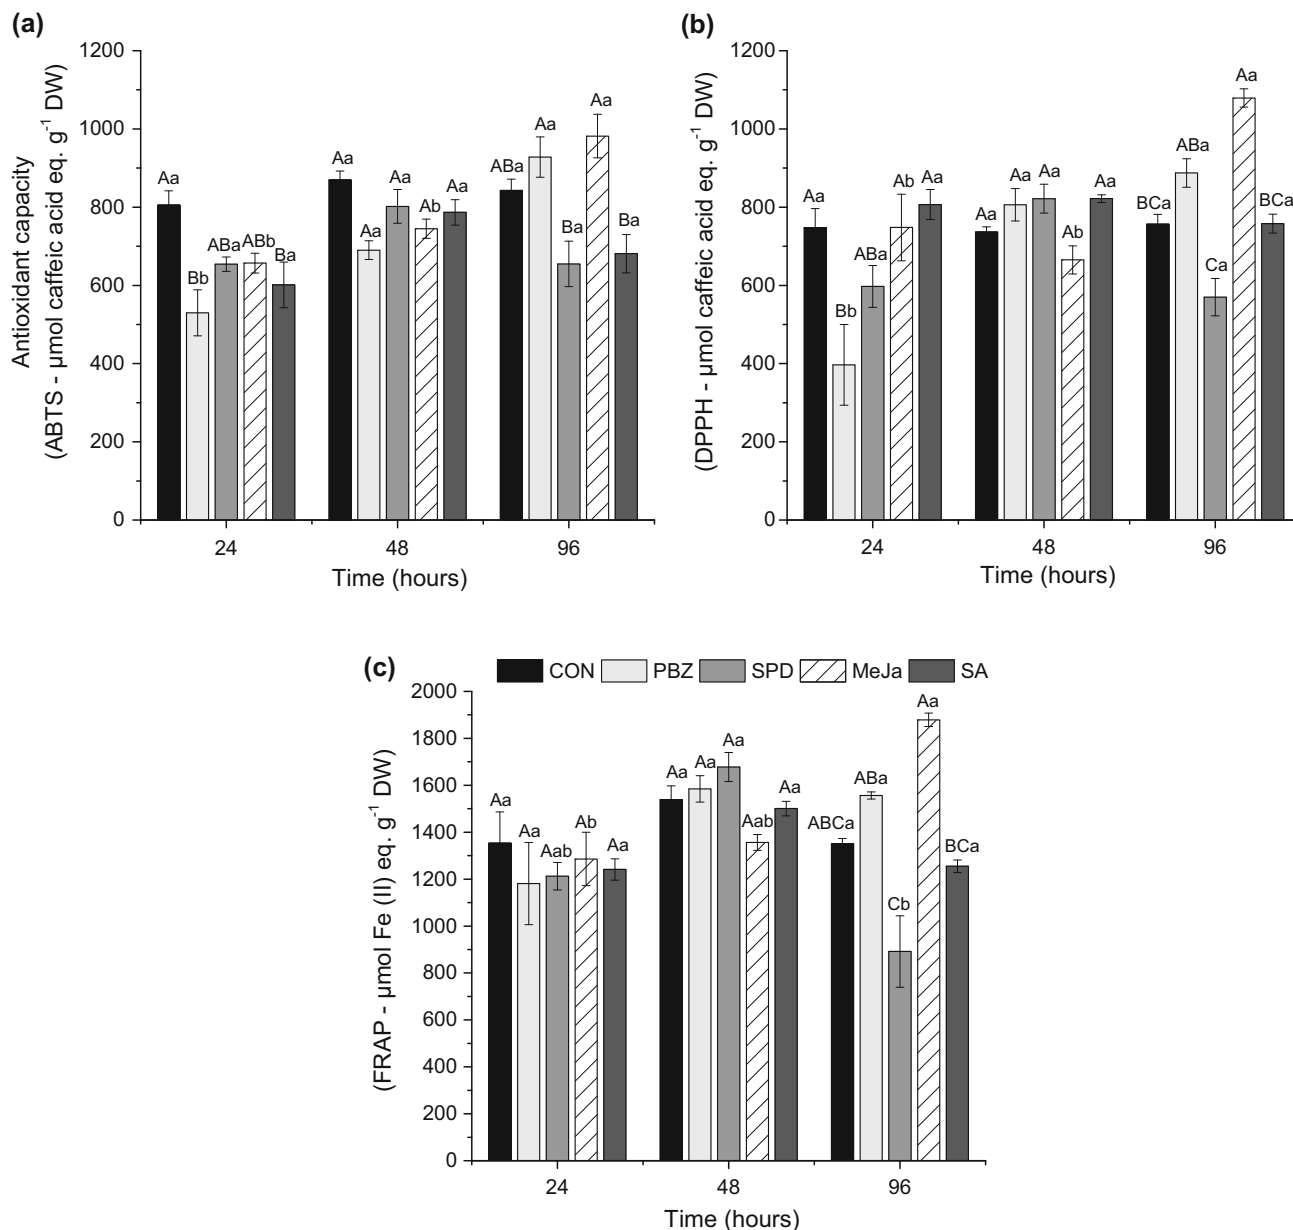 (a)
Antioxidant capacity
(ABTS - µmol caffeic acid eq. g⁻¹ DW)
1200
1000
800
600
400
200
0
Aa
Bb
ABa
ABb
Ba
Aa
Aa
Aa
Ab
Aa
ABa
Aa
Ba
Aa
Ba
24
48
96
Time (hours)
(b)
(DPPH - µmol caffeic acid eq. g⁻¹ DW)
1200
1000
800
600
400
200
0
Aa
Bb
ABa
Ab
Aa
Aa
Aa
Aa
Ab
Aa
BCa
ABa
Ca
Aa
BCa
24
48
96
Time (hours)
(c)
CON PBZ SPD MeJa SA
(FRAP - µmol Fe (II) eq. g⁻¹ DW)
2000
1800
1600
1400
1200
1000
800
600
400
200
0
Aa
Aa
Aab
Ab
Aa
Aa
Aa
Aa
Aab
Aa
ABCa
ABa
Cb
Aa
BCa
24
48
96
Time (hours)